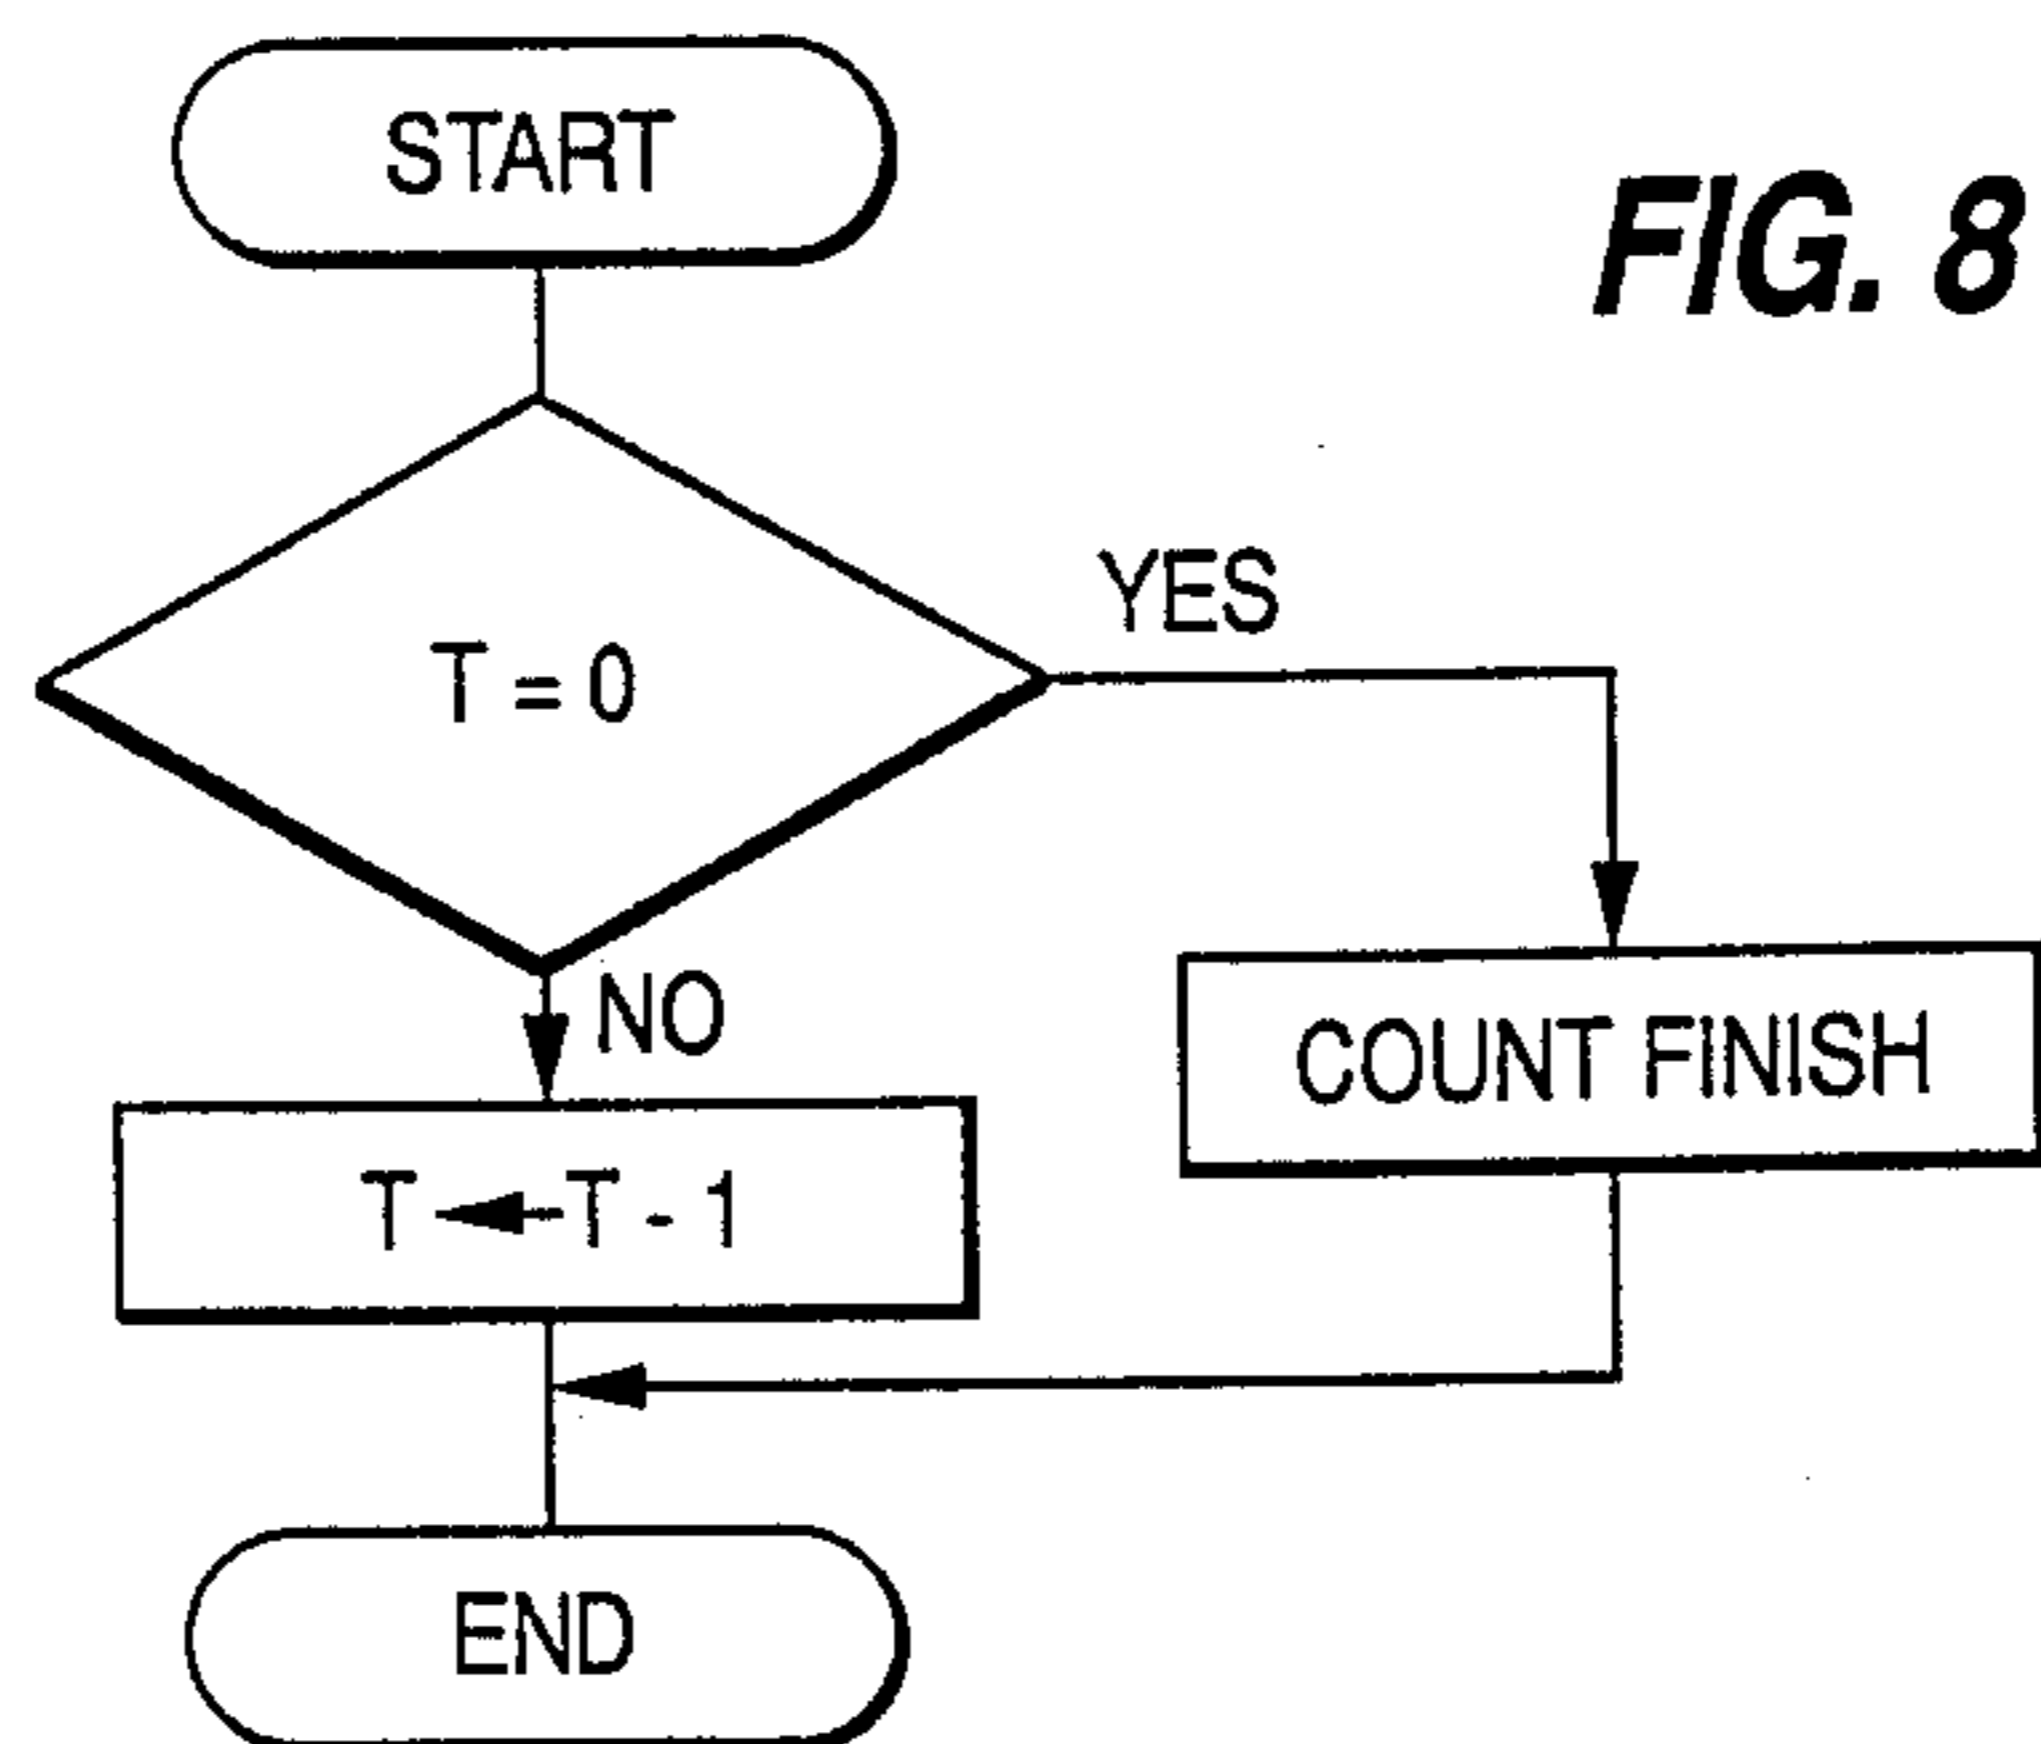 START
FIG. 8
T = 0
YES
NO
COUNT FINISH
T ← T - 1
END